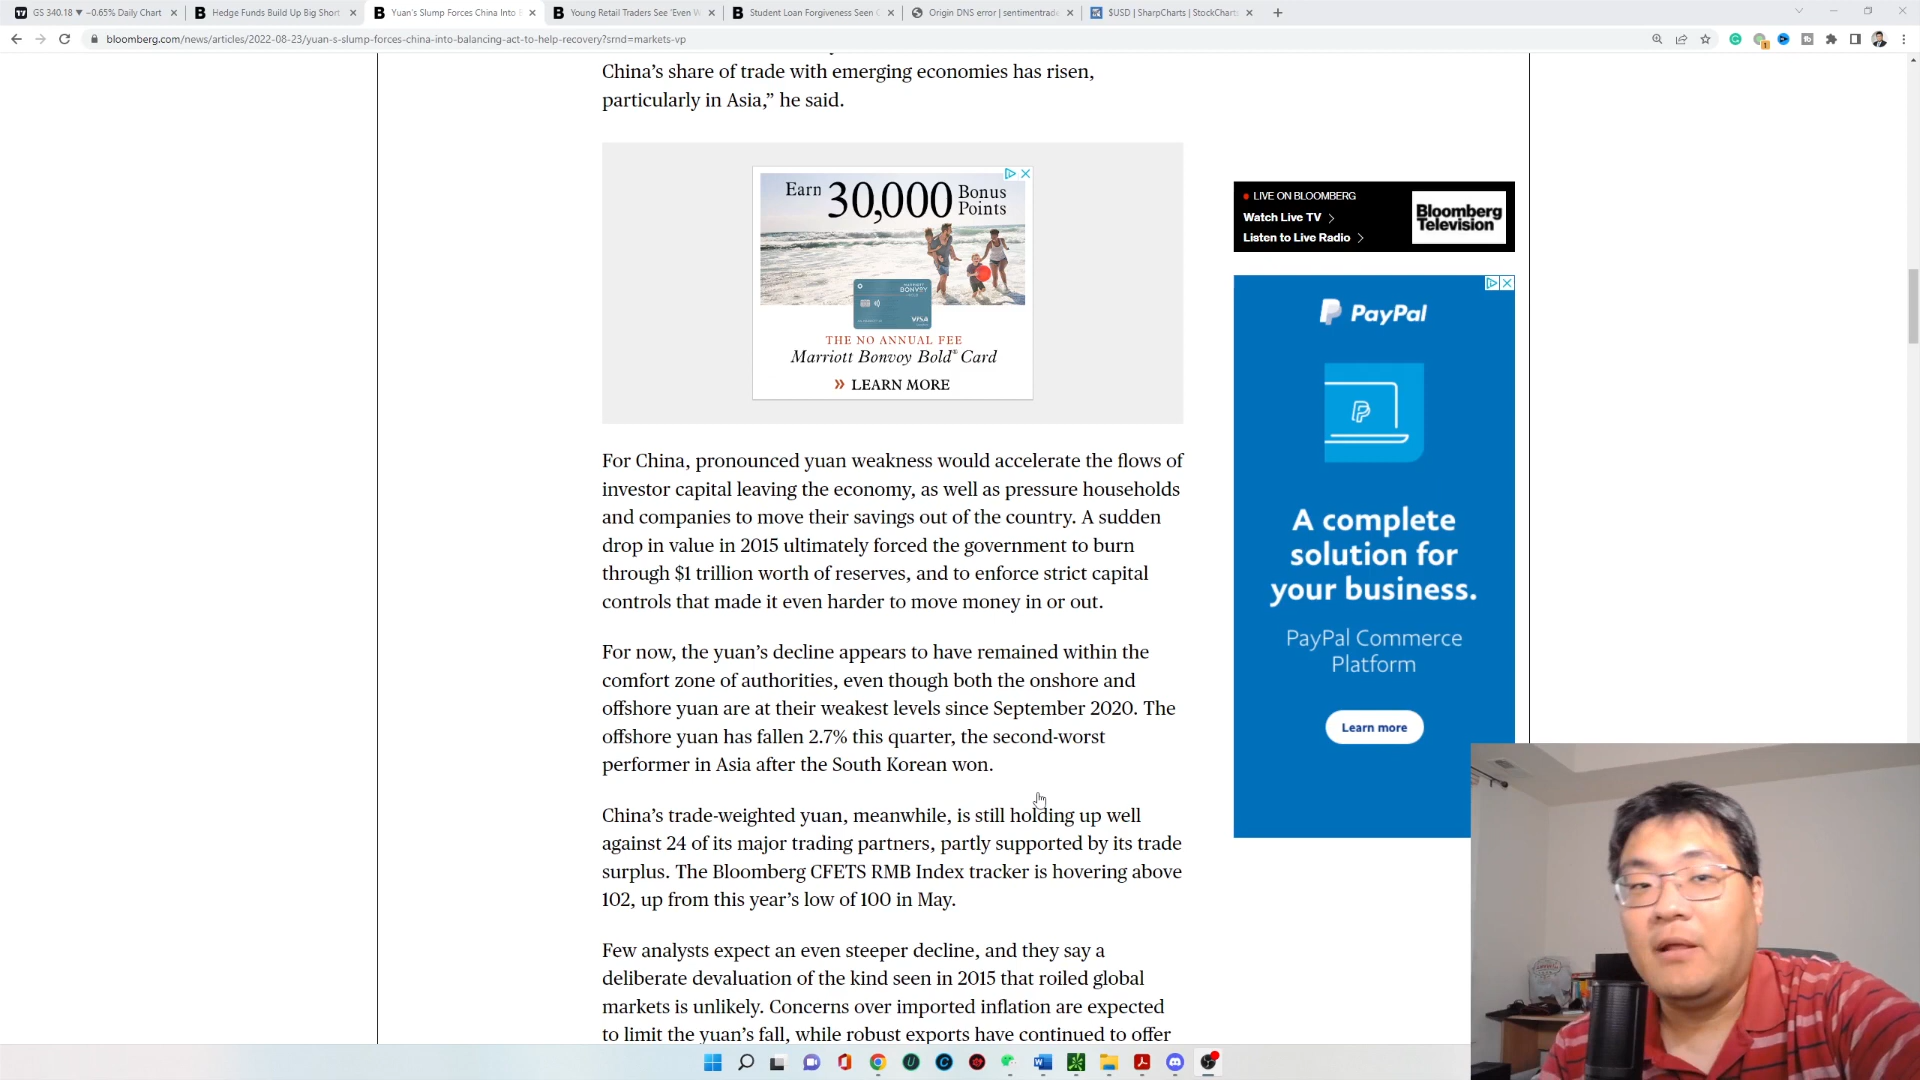 GS 340.18 ▼ −0.65% Daily Chart
Hedge Funds Build Up Big Short
Yuan's Slump Forces China Into
Young Retail Traders See 'Even
Student Loan Forgiveness Seen
Origin DNS error | sentimentrade
$USD | SharpCharts | StockCharts
bloomberg.com/news/articles/2022-08-23/yuan-s-slump-forces-china-into-balancing-act-to-help-recovery?srnd=markets-vp
China's share of trade with emerging economies has risen,
particularly in Asia,” he said.
Earn 30,000 Bonus Points
MARRIOTT
BONVOY
VISA
THE NO ANNUAL FEE
Marriott Bonvoy Bold® Card
» LEARN MORE
LIVE ON BLOOMBERG
Watch Live TV >
Listen to Live Radio >
Bloomberg
Television
PayPal
A complete
solution for
your business.
PayPal Commerce
Platform
Learn more
For China, pronounced yuan weakness would accelerate the flows of
investor capital leaving the economy, as well as pressure households
and companies to move their savings out of the country. A sudden
drop in value in 2015 ultimately forced the government to burn
through $1 trillion worth of reserves, and to enforce strict capital
controls that made it even harder to move money in or out.
For now, the yuan's decline appears to have remained within the
comfort zone of authorities, even though both the onshore and
offshore yuan are at their weakest levels since September 2020. The
offshore yuan has fallen 2.7% this quarter, the second-worst
performer in Asia after the South Korean won.
China's trade-weighted yuan, meanwhile, is still holding up well
against 24 of its major trading partners, partly supported by its trade
surplus. The Bloomberg CFETS RMB Index tracker is hovering above
102, up from this year's low of 100 in May.
Few analysts expect an even steeper decline, and they say a
deliberate devaluation of the kind seen in 2015 that roiled global
markets is unlikely. Concerns over imported inflation are expected
to limit the yuan's fall, while robust exports have continued to offer